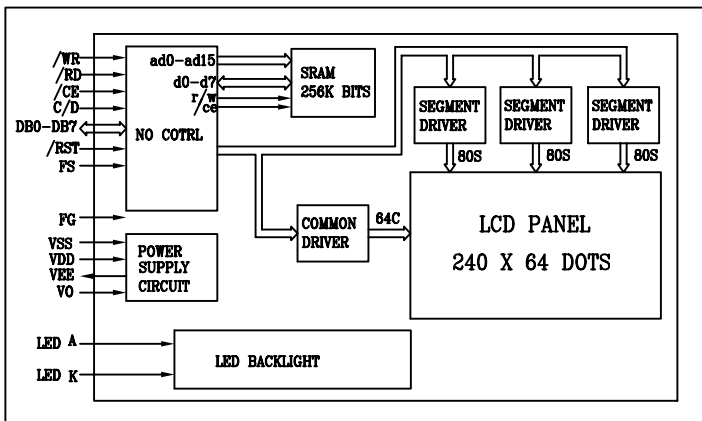 /WR
/RD
/CE
C/D
DB0-DB7
/RST
FS
FG
VSS
VDD
VEE
VO
LED A
LED K
ad0-ad15
d0-d7
r/w
/ce
NO COTRL
SRAM
256K BITS
SEGMENT
DRIVER
SEGMENT
DRIVER
SEGMENT
DRIVER
80S
80S
80S
COMMON
DRIVER
64C
LCD PANEL
240 X 64 DOTS
POWER
SUPPLY
CIRCUIT
LED BACKLIGHT